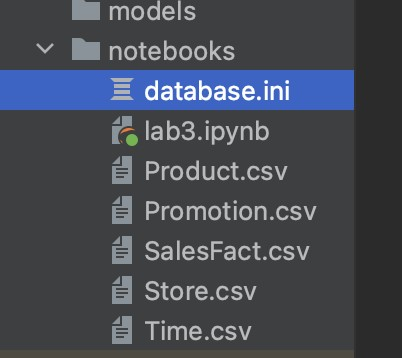 models
notebooks
database.ini
lab3.ipynb
Product.csv
Promotion.csv
SalesFact.csv
Store.csv
Time.csv